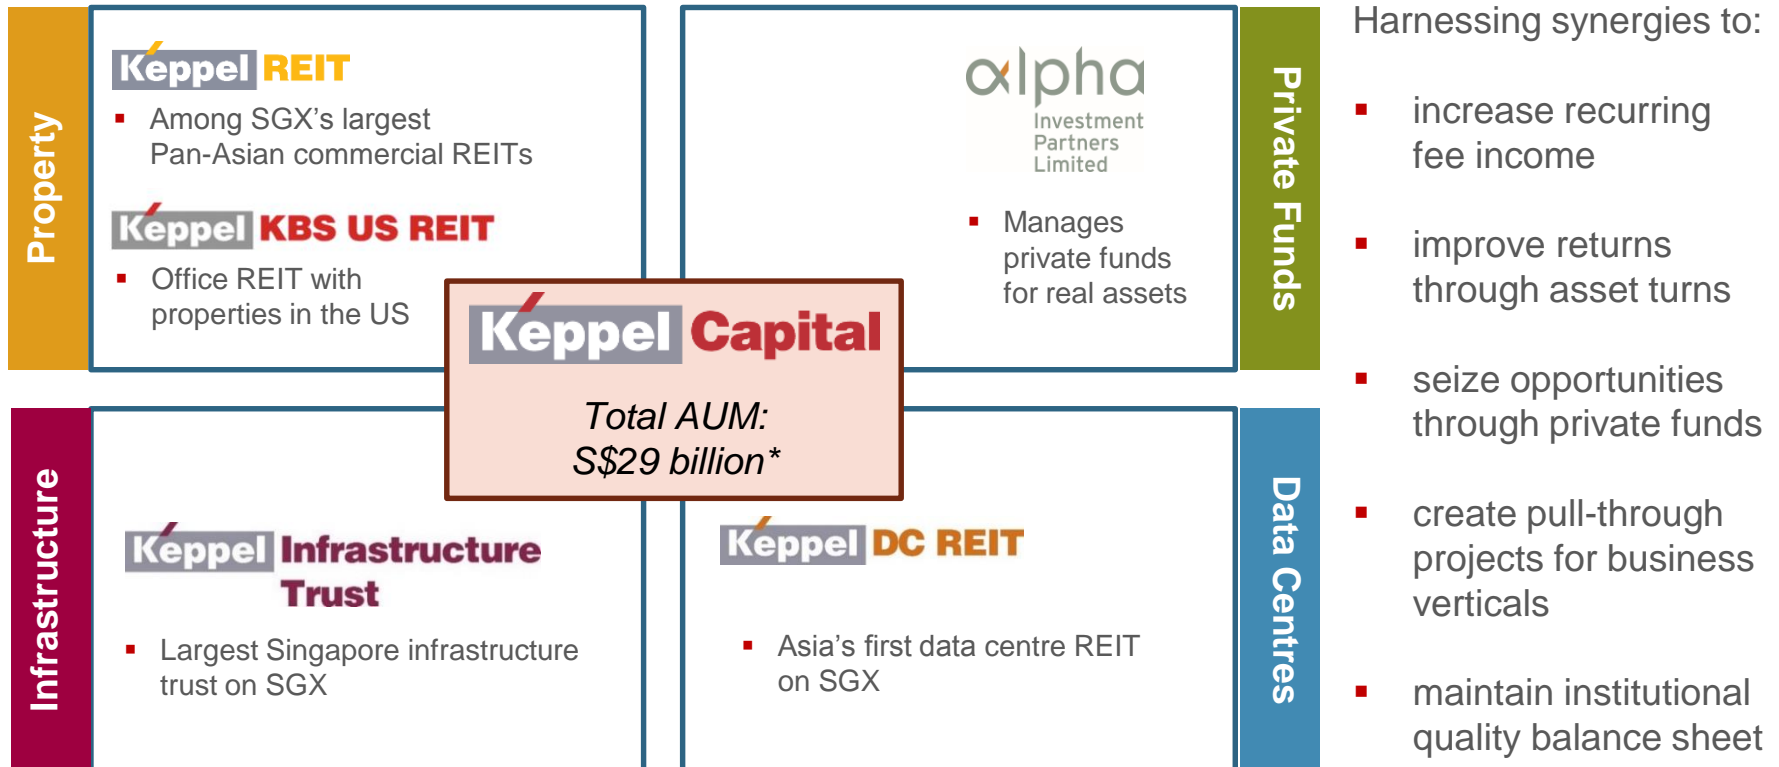 Property
Keppel REIT
▪ Among SGX's largest
Pan-Asian commercial REITs
Keppel KBS US REIT
▪ Office REIT with
properties in the US
alpha
Investment
Partners
Limited
▪ Manages
private funds
for real assets
Private Funds
Keppel Capital
Total AUM:
S$29 billion*
Infrastructure
Keppel Infrastructure
Trust
▪ Largest Singapore infrastructure
trust on SGX
Keppel DC REIT
▪ Asia's first data centre REIT
on SGX
Data Centres
Harnessing synergies to:
▪ increase recurring
fee income
▪ improve returns
through asset turns
▪ seize opportunities
through private funds
▪ create pull-through
projects for business
verticals
▪ maintain institutional
quality balance sheet